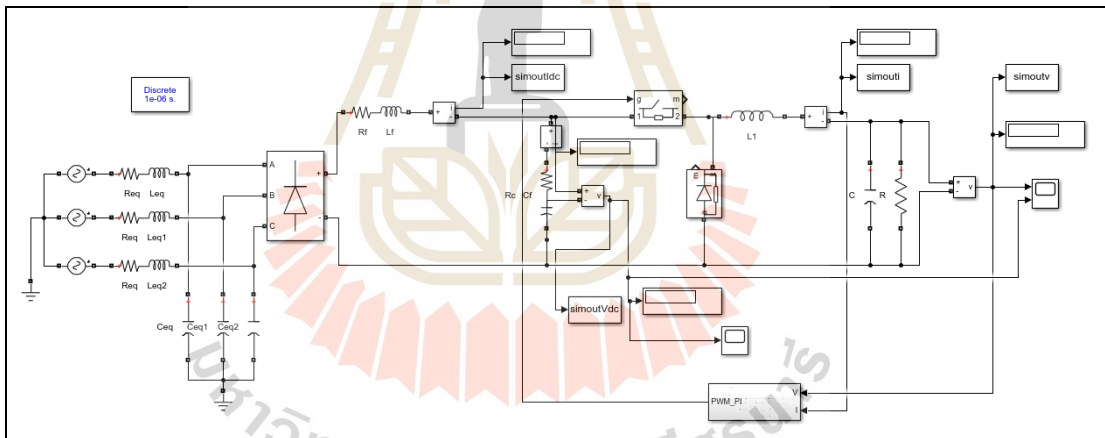 simoutIdc
simouti
simoutv
Discrete
1e-06 s.
Rf
Lf
i
+
-
g
m
1
2
L1
+
i
-
A
B
C
+
-
Req
Leq
Req
Leq1
Req
Leq2
Rc
Cf
+
-
v
m
C
R
+
-
v
Ceq
Ceq1
Ceq2
simoutVdc
PWM_PI
V
I